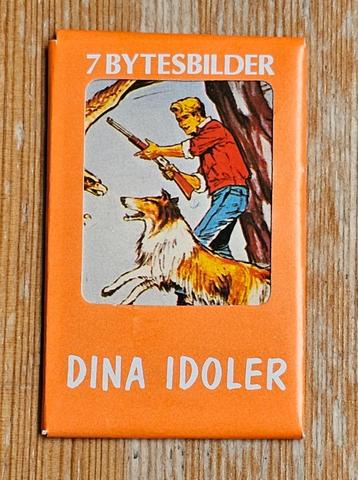 7 BYTESBILDER
DINA IDOLER